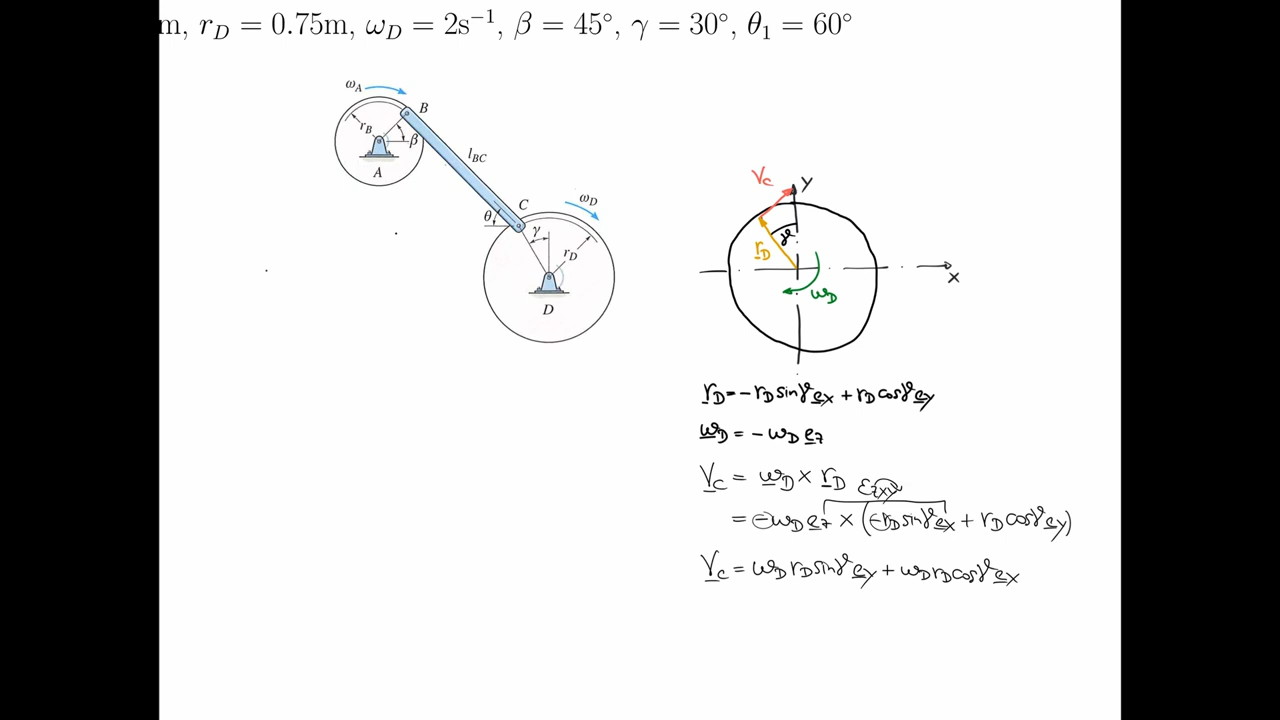 m, r_D = 0.75m, ω_D = 2s⁻¹, β = 45°, γ = 30°, θ₁ = 60°
ω_A
B
r_B
β
A
l_BC
C
θ
γ
ω_D
r_D
D
V_C
y
γ
r_D
x
ω_D
r_D = - r_D sinγ e_x + r_D cosγ e_y
ω_D = - ω_D e_z
V_C = ω_D × r_D ε_zxy
= - ω_D e_z × (- r_D sinγ e_x + r_D cosγ e_y)
V_C = ω_D r_D sinγ e_y + ω_D r_D cosγ e_x